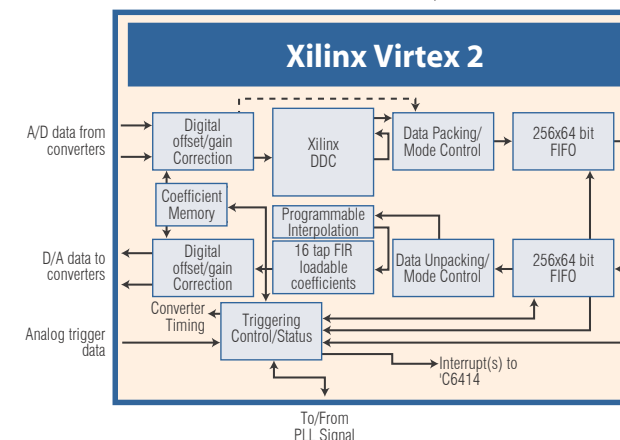 Xilinx Virtex 2
A/D data from
converters
Digital
offset/gain
Correction
Xilinx
DDC
Data Packing/
Mode Control
256x64 bit
FIFO
Coefficient
Memory
Programmable
Interpolation
D/A data to
converters
Digital
offset/gain
Correction
16 tap FIR
loadable
coefficients
Data Unpacking/
Mode Control
256x64 bit
FIFO
Converter
Timing
Triggering
Control/Status
Analog trigger
data
Interrupt(s) to
'C6414
To/From
PLL Signal